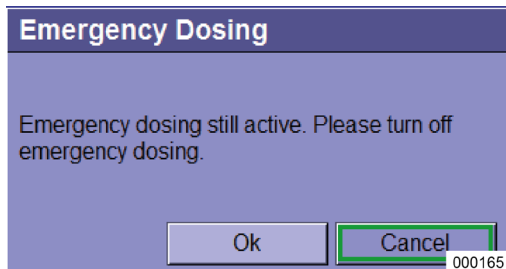 Emergency Dosing
Emergency dosing still active. Please turn off
emergency dosing.
Ok
Cancel
000165